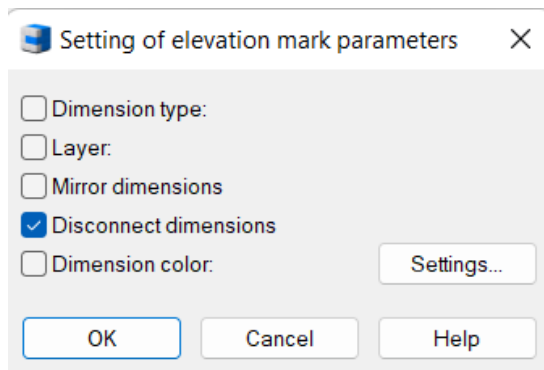 Setting of elevation mark parameters
Dimension type:
Layer:
Mirror dimensions
Disconnect dimensions
Dimension color:
Settings...
OK
Cancel
Help